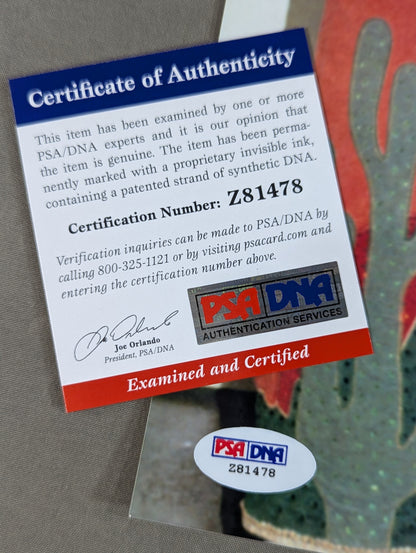 Certificate of Authenticity
This item has been examined by one or more
PSA/DNA experts and it is our opinion that
the item is genuine. The item has been perma-
nently marked with a proprietary invisible ink,
containing a patented strand of synthetic DNA.
Certification Number: Z81478
Verification inquiries can be made to PSA/DNA by
calling 800-325-1121 or by visiting psacard.com and
entering the certification number above.
PSA DNA
AUTHENTICATION SERVICES
Joe Orlando
Joe Orlando
President, PSA/DNA
Examined and Certified
PSA DNA
Z81478